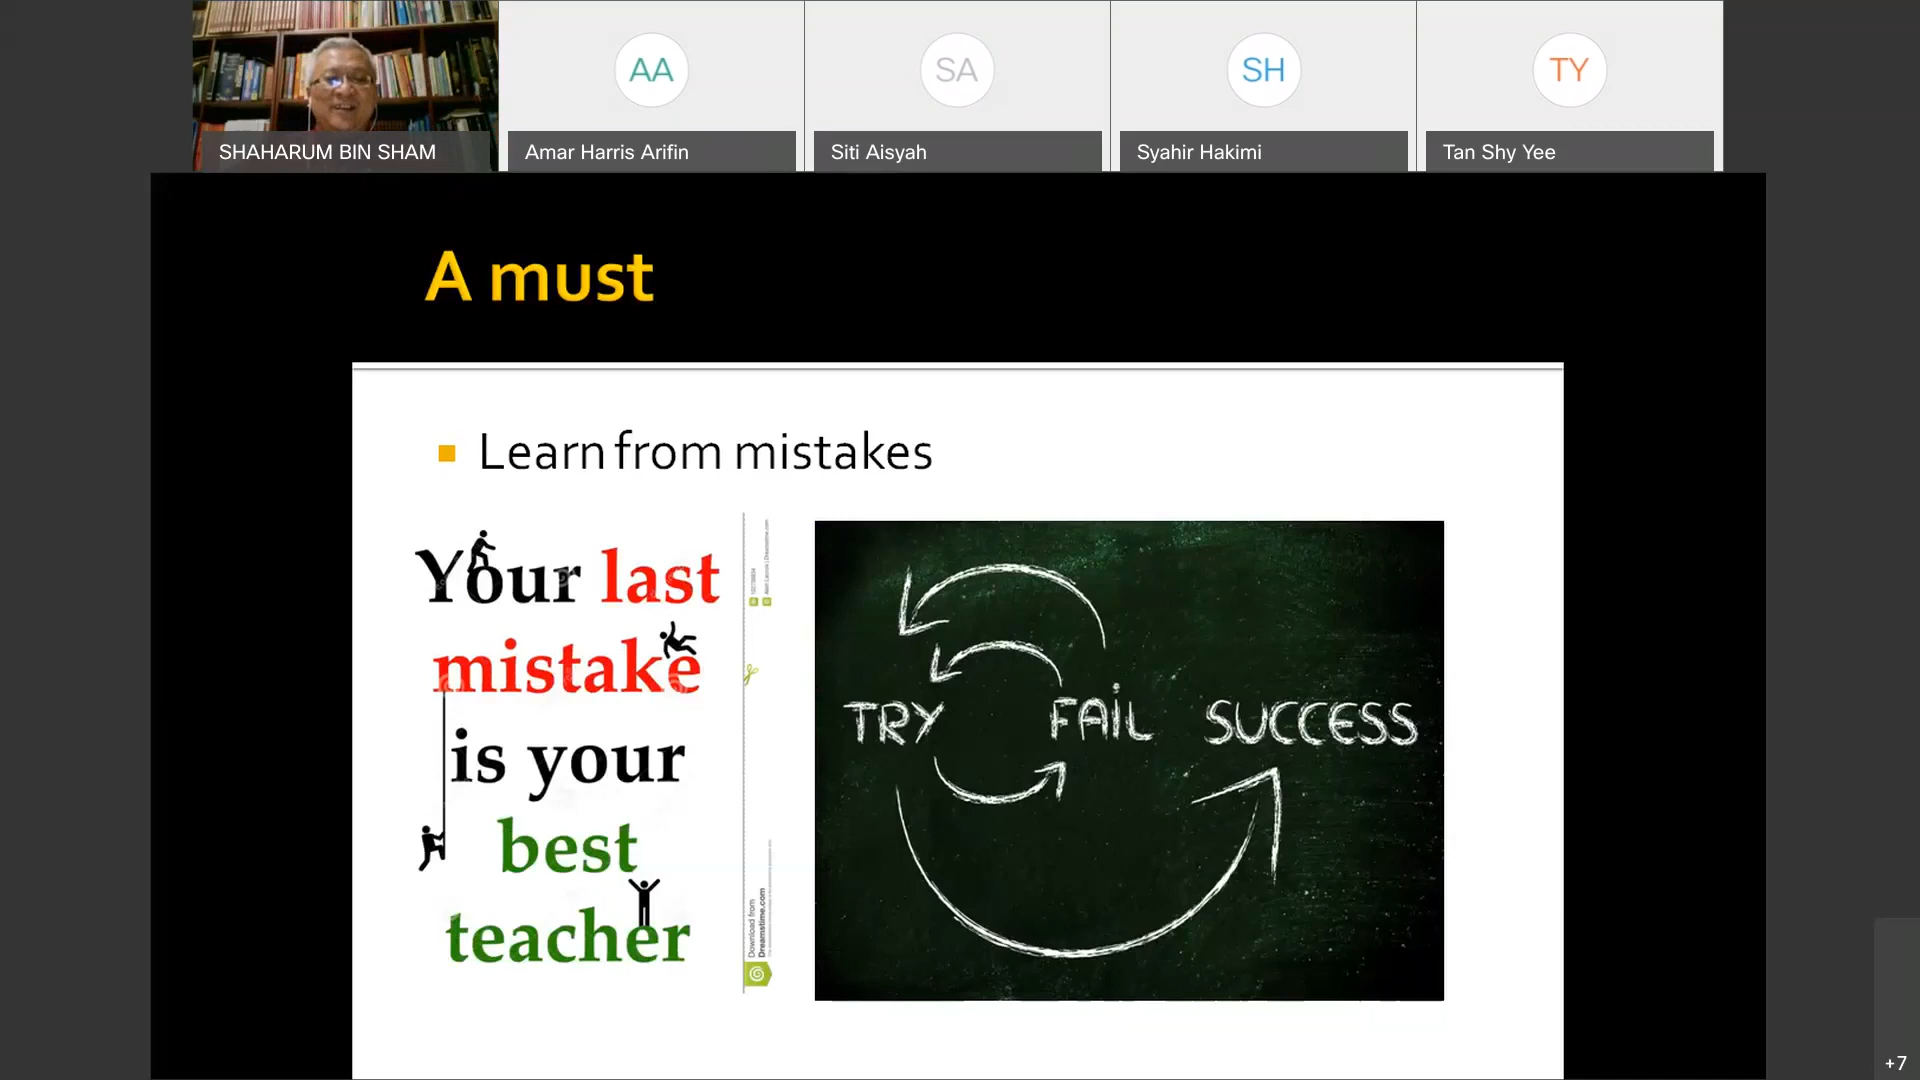 AA
SA
SH
TY
SHAHARUM BIN SHAM
Amar Harris Arifin
Siti Aisyah
Syahir Hakimi
Tan Shy Yee
A must
Learn from mistakes
Your last
mistake
is your
best
teacher
Download from
Dreamstime.com
TRY FAIL SUCCESS
+7